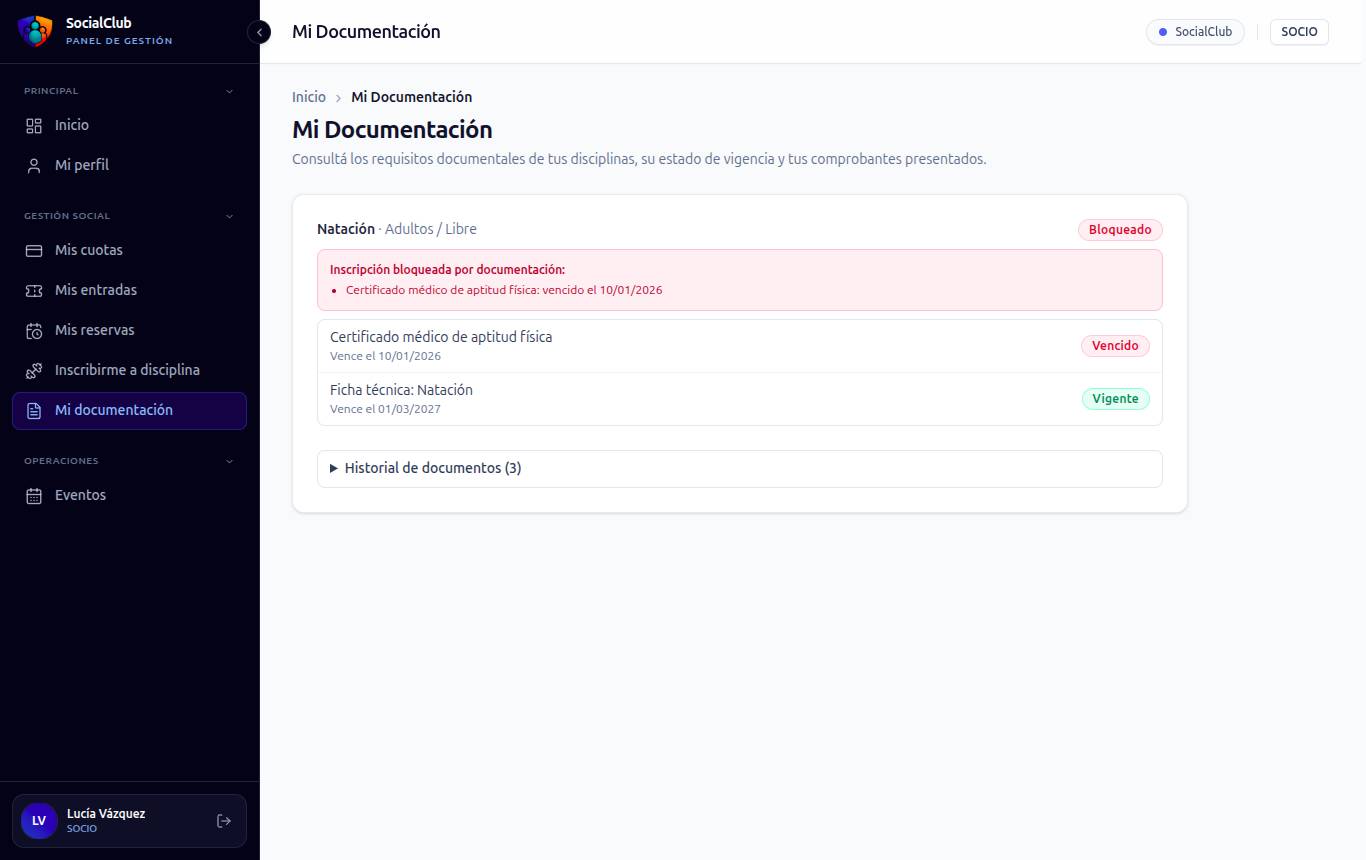 SocialClub
PANEL DE GESTIÓN
PRINCIPAL
Inicio
Mi perfil
GESTIÓN SOCIAL
Mis cuotas
Mis entradas
Mis reservas
Inscribirme a disciplina
Mi documentación
OPERACIONES
Eventos
LV
Lucía Vázquez
SOCIO
Mi Documentación
SocialClub
SOCIO
Inicio › Mi Documentación
Mi Documentación
Consultá los requisitos documentales de tus disciplinas, su estado de vigencia y tus comprobantes presentados.
Natación · Adultos / Libre
Bloqueado
Inscripción bloqueada por documentación:
• Certificado médico de aptitud física: vencido el 10/01/2026
Certificado médico de aptitud física
Vence el 10/01/2026
Vencido
Ficha técnica: Natación
Vence el 01/03/2027
Vigente
Historial de documentos (3)